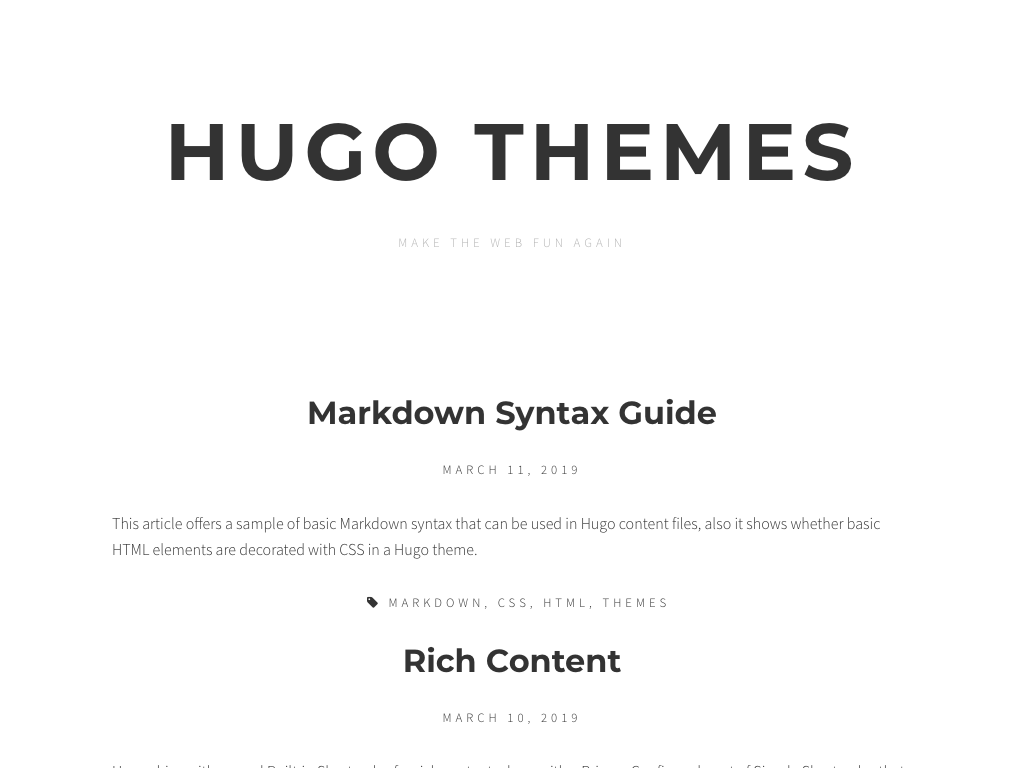 HUGO THEMES
MAKE THE WEB FUN AGAIN
Markdown Syntax Guide
MARCH 11, 2019
This article offers a sample of basic Markdown syntax that can be used in Hugo content files, also it shows whether basic
HTML elements are decorated with CSS in a Hugo theme.
MARKDOWN, CSS, HTML, THEMES
Rich Content
MARCH 10, 2019